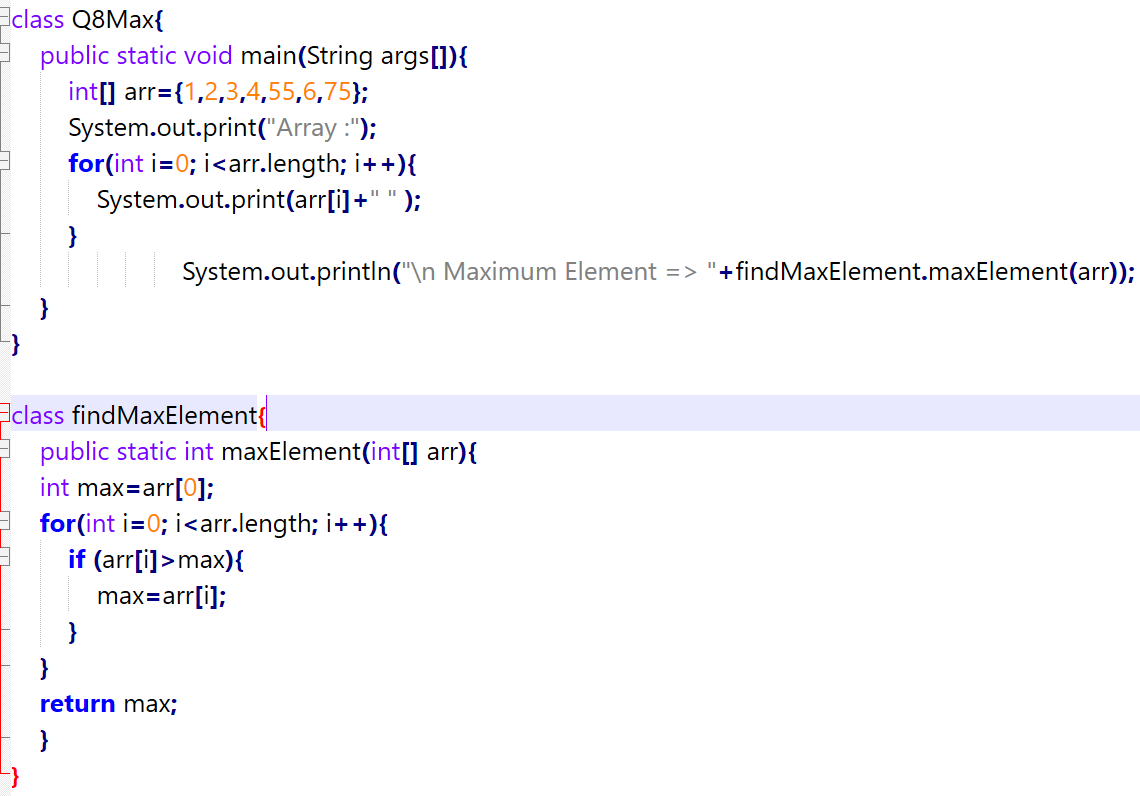 class Q8Max{
public static void main(String args[]){
int[] arr={1,2,3,4,55,6,75};
System.out.print("Array :");
for(int i=0; i<arr.length; i++){
System.out.print(arr[i]+" " );
}
System.out.println("\n Maximum Element => "+findMaxElement.maxElement(arr));
}
}
class findMaxElement{
public static int maxElement(int[] arr){
int max=arr[0];
for(int i=0; i<arr.length; i++){
if (arr[i]>max){
max=arr[i];
}
}
return max;
}
}